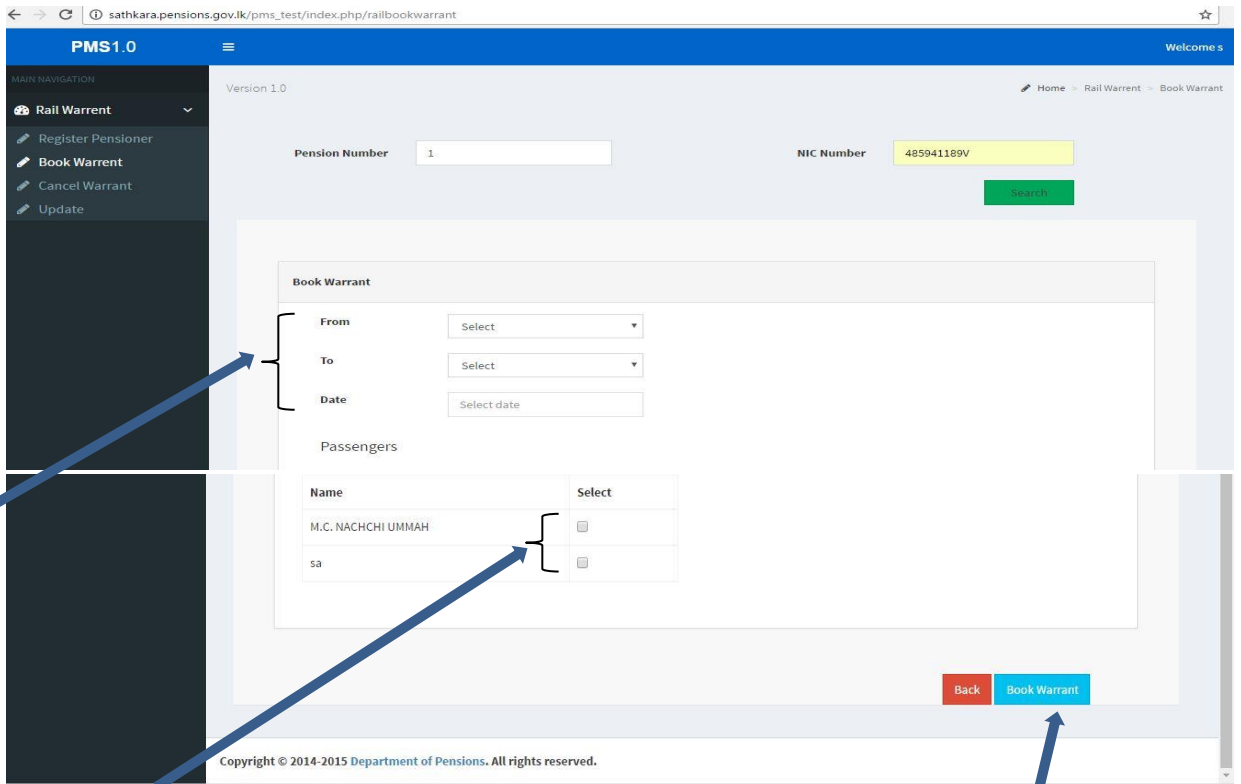 sathkara.pensions.gov.lk/pms_test/index.php/railbookwarrant
PMS1.0
Welcome s
MAIN NAVIGATION
Version 1.0
Home > Rail Warrent > Book Warrant
Rail Warrent
Register Pensioner
Book Warrent
Cancel Warrant
Update
Pension Number 1 NIC Number 485941189V
Search
Book Warrant
From Select
To Select
Date Select date
Passengers
Name Select
M.C. NACHCHI UMMAH
sa
Back Book Warrant
Copyright © 2014-2015 Department of Pensions. All rights reserved.